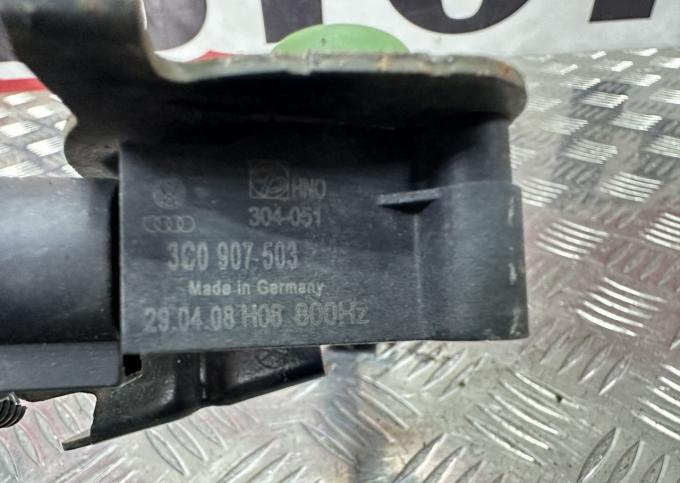 HNO
304-051
3C0 907-503
Made in Germany
29.04.08 H08 800Hz